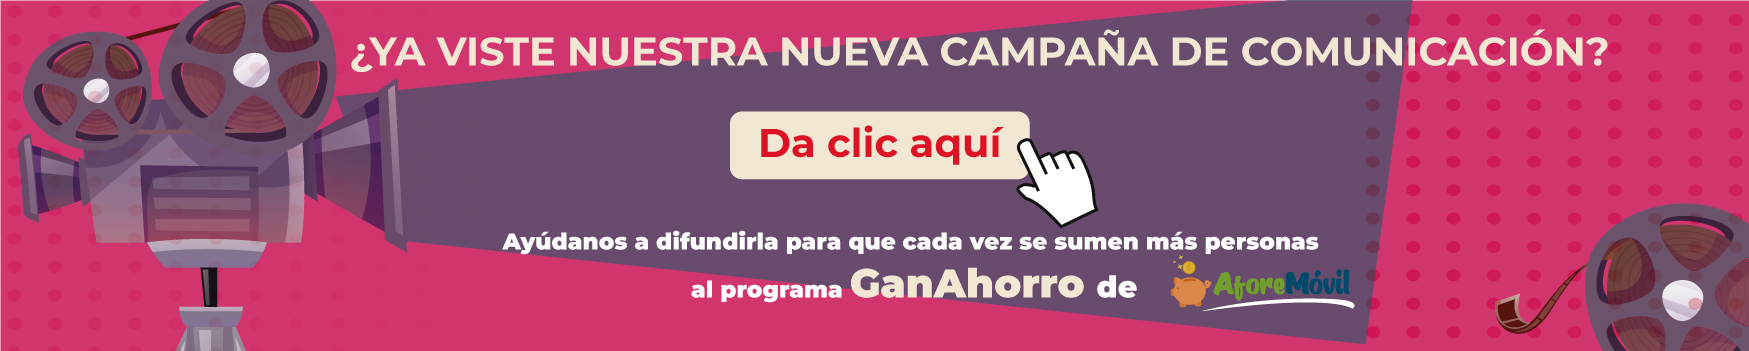 ¿YA VISTE NUESTRA NUEVA CAMPAÑA DE COMUNICACIÓN?
Da clic aquí
Ayúdanos a difundirla para que cada vez se sumen más personas
al programa GanAhorro de AforeMóvil